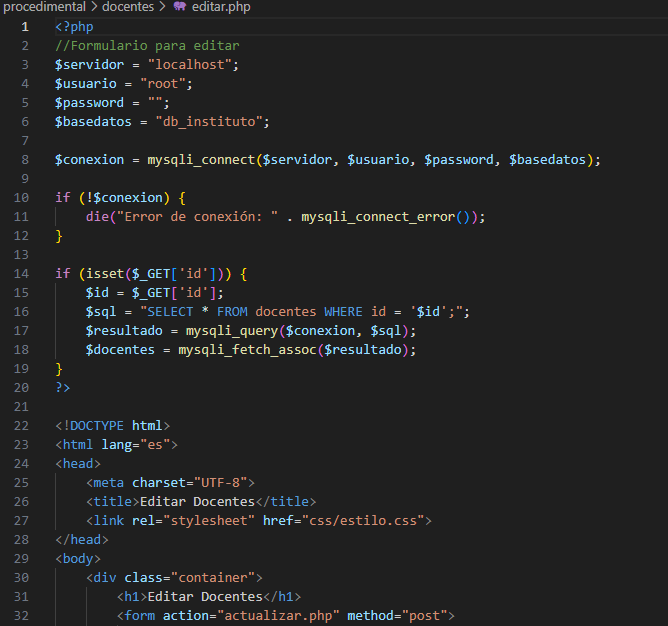 procedimental > docentes > editar.php
1 <?php
2 //Formulario para editar
3 $servidor = "localhost";
4 $usuario = "root";
5 $password = "";
6 $basedatos = "db_instituto";
7
8 $conexion = mysqli_connect($servidor, $usuario, $password, $basedatos);
9
10 if (!$conexion) {
11     die("Error de conexión: " . mysqli_connect_error());
12 }
13
14 if (isset($_GET['id'])) {
15     $id = $_GET['id'];
16     $sql = "SELECT * FROM docentes WHERE id = '$id';";
17     $resultado = mysqli_query($conexion, $sql);
18     $docentes = mysqli_fetch_assoc($resultado);
19 }
20 ?>
21
22 <!DOCTYPE html>
23 <html lang="es">
24 <head>
25     <meta charset="UTF-8">
26     <title>Editar Docentes</title>
27     <link rel="stylesheet" href="css/estilo.css">
28 </head>
29 <body>
30     <div class="container">
31         <h1>Editar Docentes</h1>
32         <form action="actualizar.php" method="post">